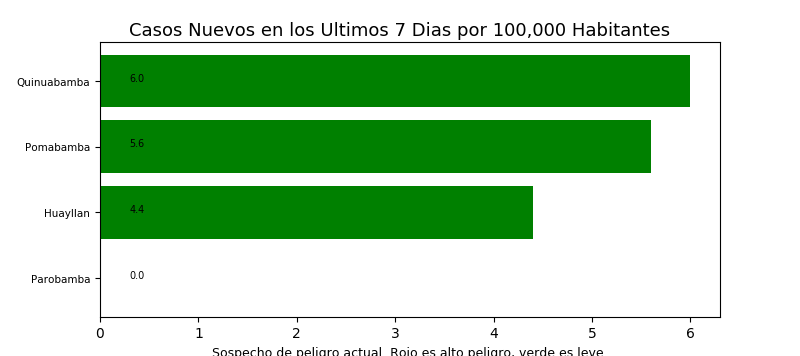 Casos Nuevos en los Ultimos 7 Dias por 100,000 Habitantes
Quinuabamba 6.0
Pomabamba 5.6
Huayllan 4.4
Parobamba 0.0
0 1 2 3 4 5 6
Sospecho de peligro actual. Rojo es alto peligro, verde es leve